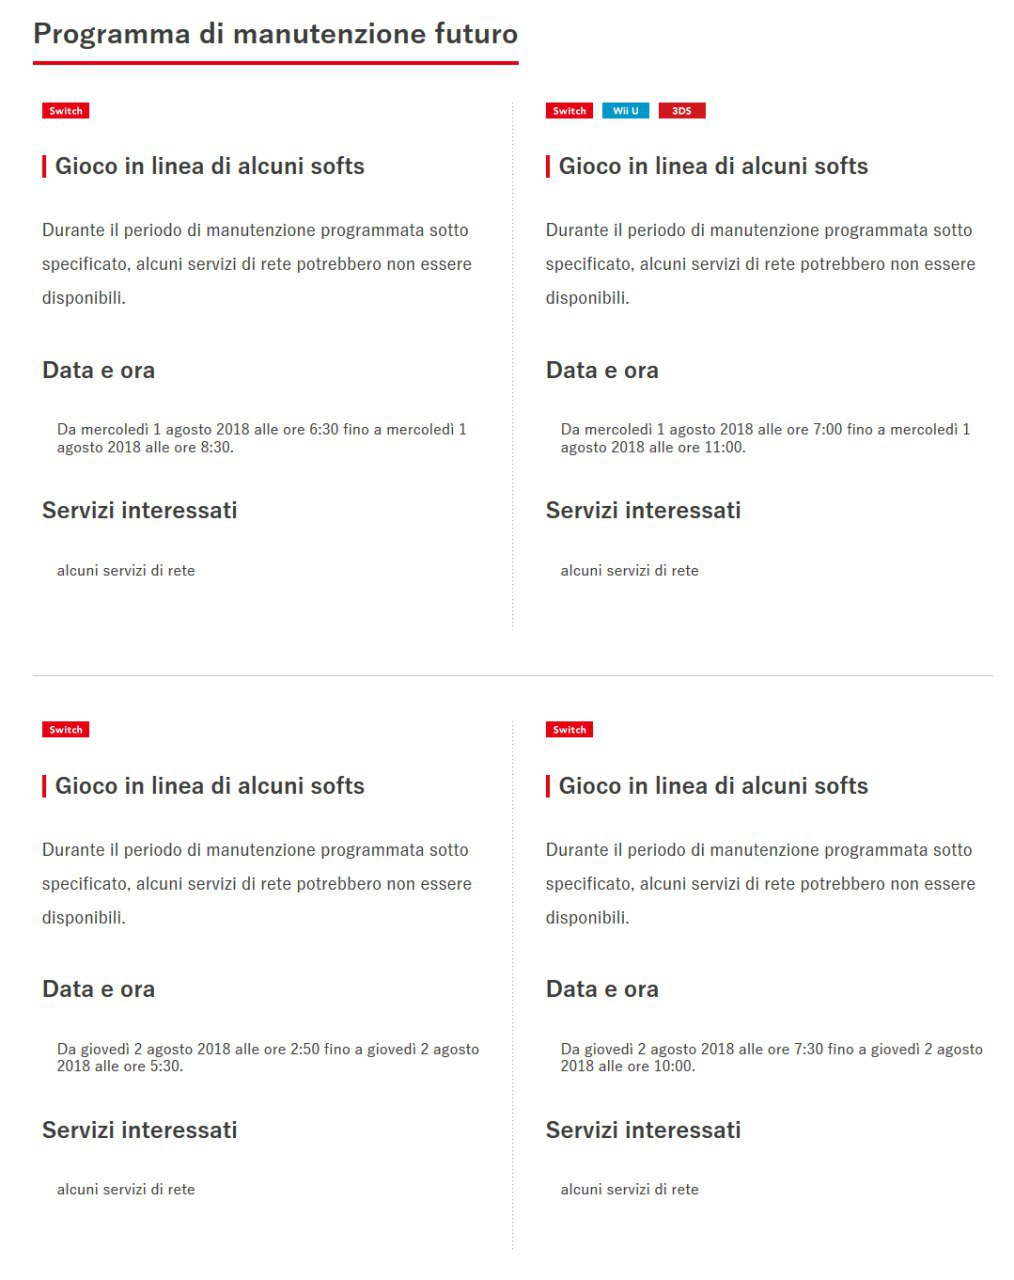 Programma di manutenzione futuro
Switch
Gioco in linea di alcuni softs
Durante il periodo di manutenzione programmata sotto
specificato, alcuni servizi di rete potrebbero non essere
disponibili.
Data e ora
Da mercoledì 1 agosto 2018 alle ore 6:30 fino a mercoledì 1
agosto 2018 alle ore 8:30.
Servizi interessati
alcuni servizi di rete
Switch Wii U 3DS
Gioco in linea di alcuni softs
Durante il periodo di manutenzione programmata sotto
specificato, alcuni servizi di rete potrebbero non essere
disponibili.
Data e ora
Da mercoledì 1 agosto 2018 alle ore 7:00 fino a mercoledì 1
agosto 2018 alle ore 11:00.
Servizi interessati
alcuni servizi di rete
Switch
Gioco in linea di alcuni softs
Durante il periodo di manutenzione programmata sotto
specificato, alcuni servizi di rete potrebbero non essere
disponibili.
Data e ora
Da giovedì 2 agosto 2018 alle ore 2:50 fino a giovedì 2 agosto
2018 alle ore 5:30.
Servizi interessati
alcuni servizi di rete
Switch
Gioco in linea di alcuni softs
Durante il periodo di manutenzione programmata sotto
specificato, alcuni servizi di rete potrebbero non essere
disponibili.
Data e ora
Da giovedì 2 agosto 2018 alle ore 7:30 fino a giovedì 2 agosto
2018 alle ore 10:00.
Servizi interessati
alcuni servizi di rete